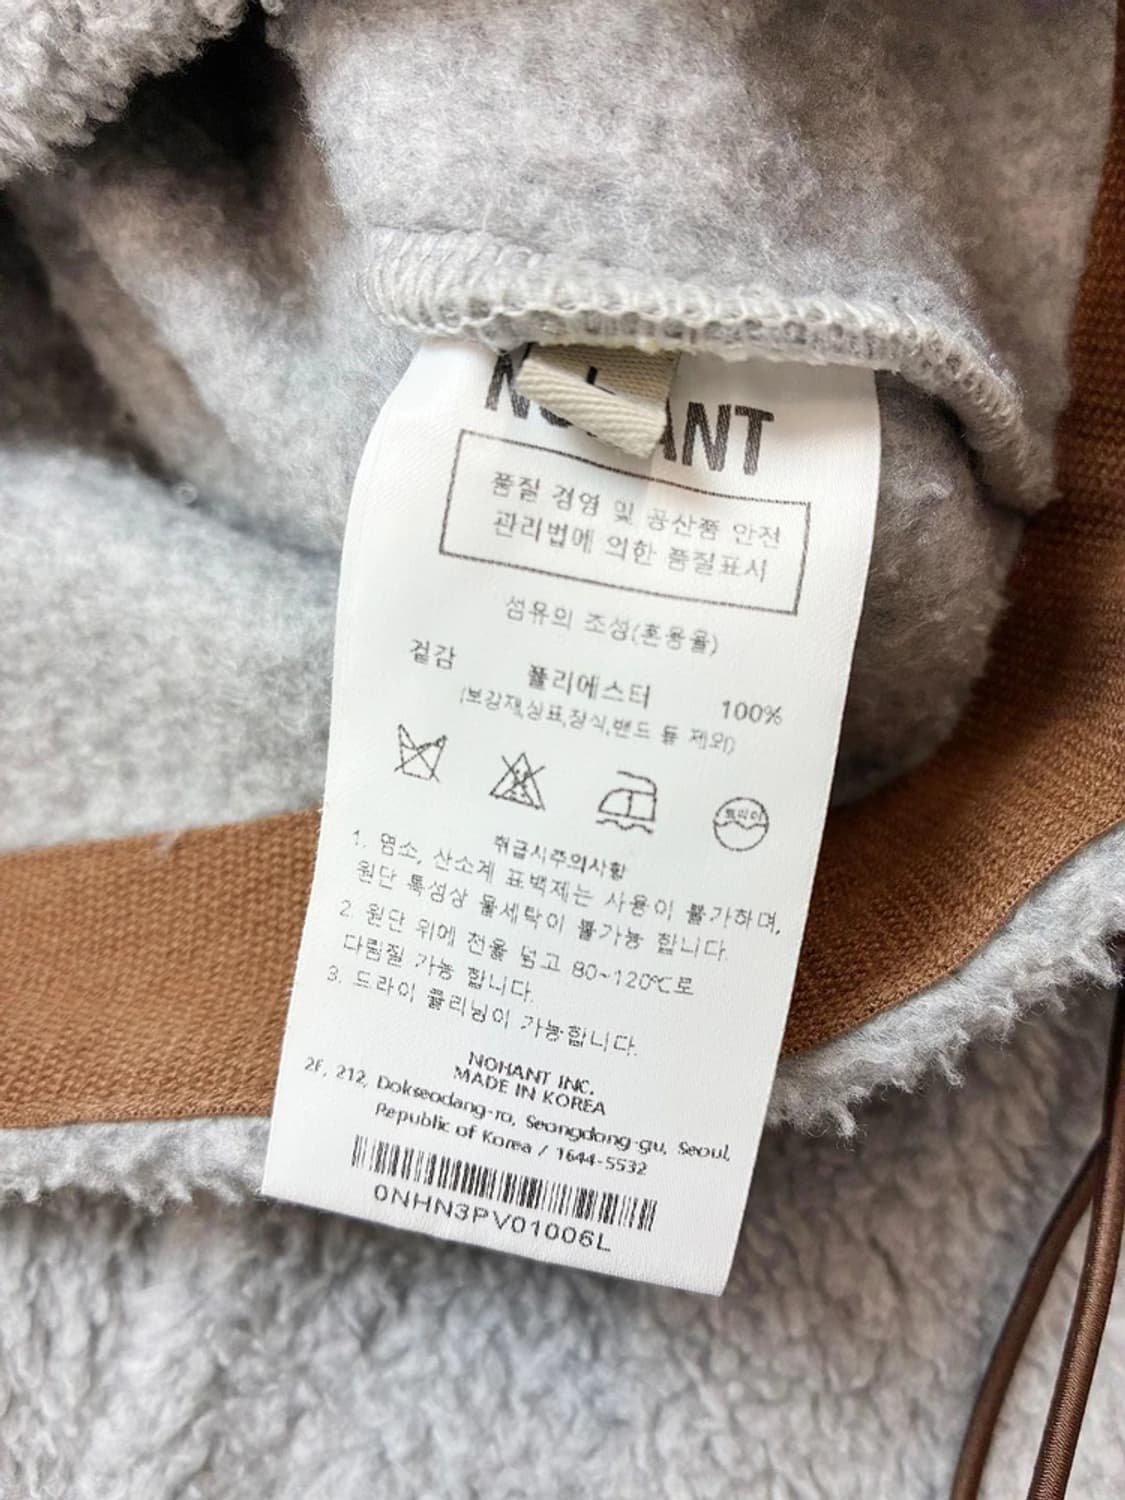 L
NOHANT
품질 경영 및 공산품 안전
관리법에 의한 품질표시
섬유의 조성(혼용율)
겉감 폴리에스터 100%
(보강재,심표,장식,밴드 등 제외)
드라이
취급시주의사항
1. 염소, 산소계 표백제는 사용이 불가하며,
원단 특성상 물세탁이 불가능 합니다.
2. 원단 위에 천을 덮고 80~120℃로
다림질 가능 합니다.
3. 드라이 클리닝이 가능합니다.
NOHANT INC.
MADE IN KOREA
2F, 212, Dokseodang-ro, Seongdong-gu, Seoul,
Republic of Korea / 1644-5532
0NHN3PV01006L